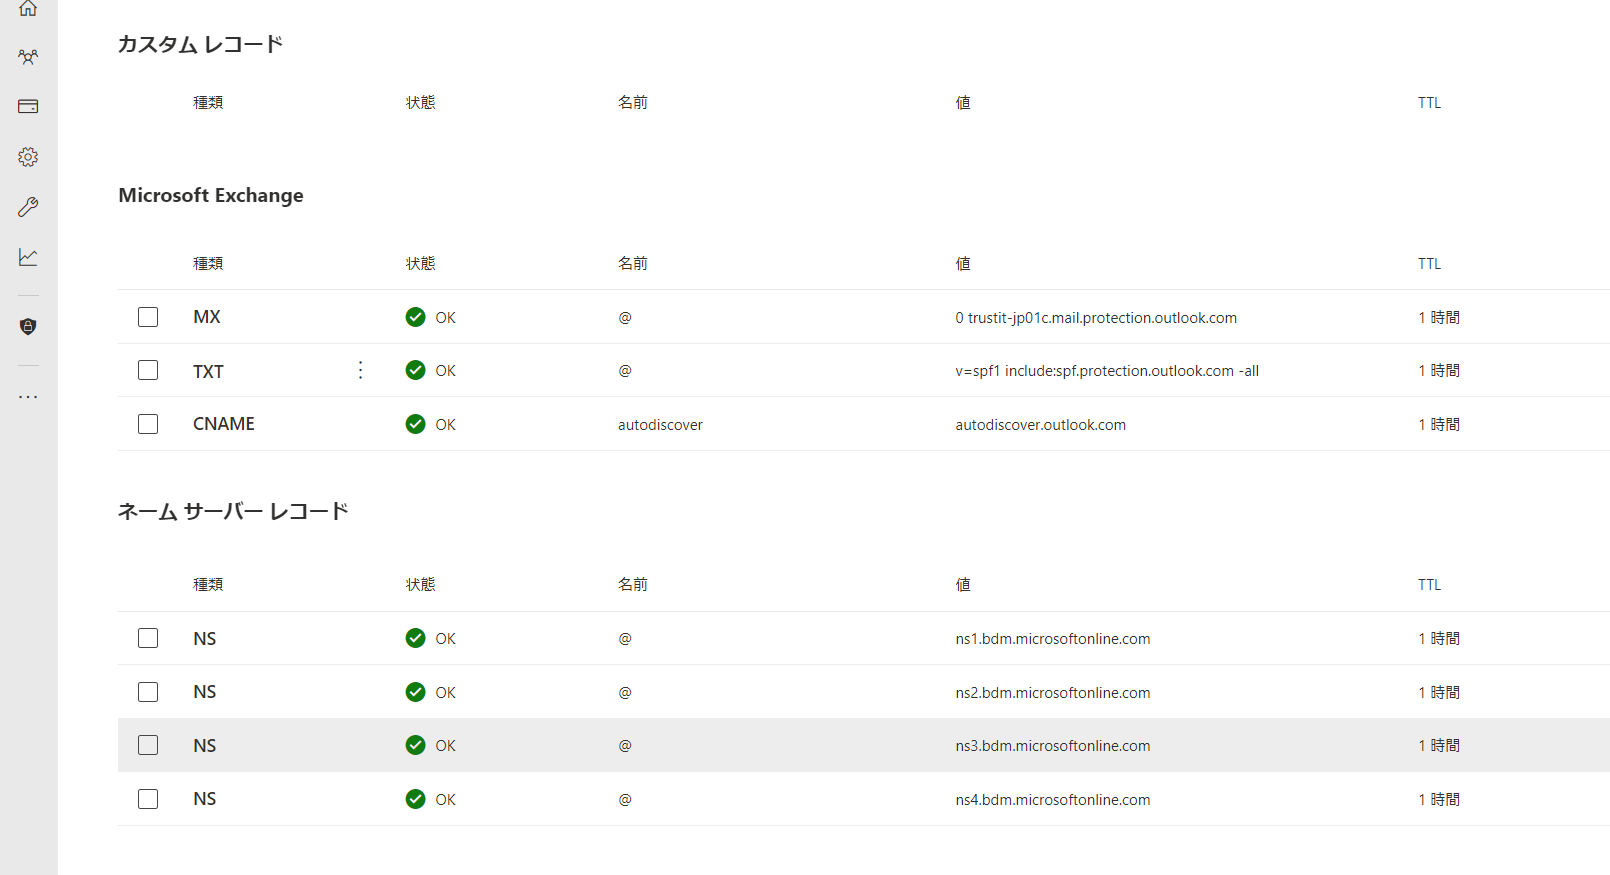 カスタム レコード
種類 状態 名前 値 TTL
Microsoft Exchange
種類 状態 名前 値 TTL
MX OK @ 0 trustit-jp01c.mail.protection.outlook.com 1 時間
TXT OK @ v=spf1 include:spf.protection.outlook.com -all 1 時間
CNAME OK autodiscover autodiscover.outlook.com 1 時間
ネーム サーバー レコード
種類 状態 名前 値 TTL
NS OK @ ns1.bdm.microsoftonline.com 1 時間
NS OK @ ns2.bdm.microsoftonline.com 1 時間
NS OK @ ns3.bdm.microsoftonline.com 1 時間
NS OK @ ns4.bdm.microsoftonline.com 1 時間